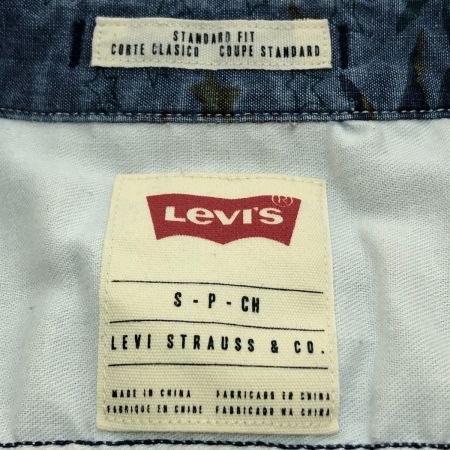 STANDARD FIT
CORTE CLASICO COUPE STANDARD
Levi's ®
S - P - CH
LEVI STRAUSS & CO.
MADE IN CHINA FABRICADO EN CHINA
FABRIQUE EN CHINE FABRICADO NA CHINA